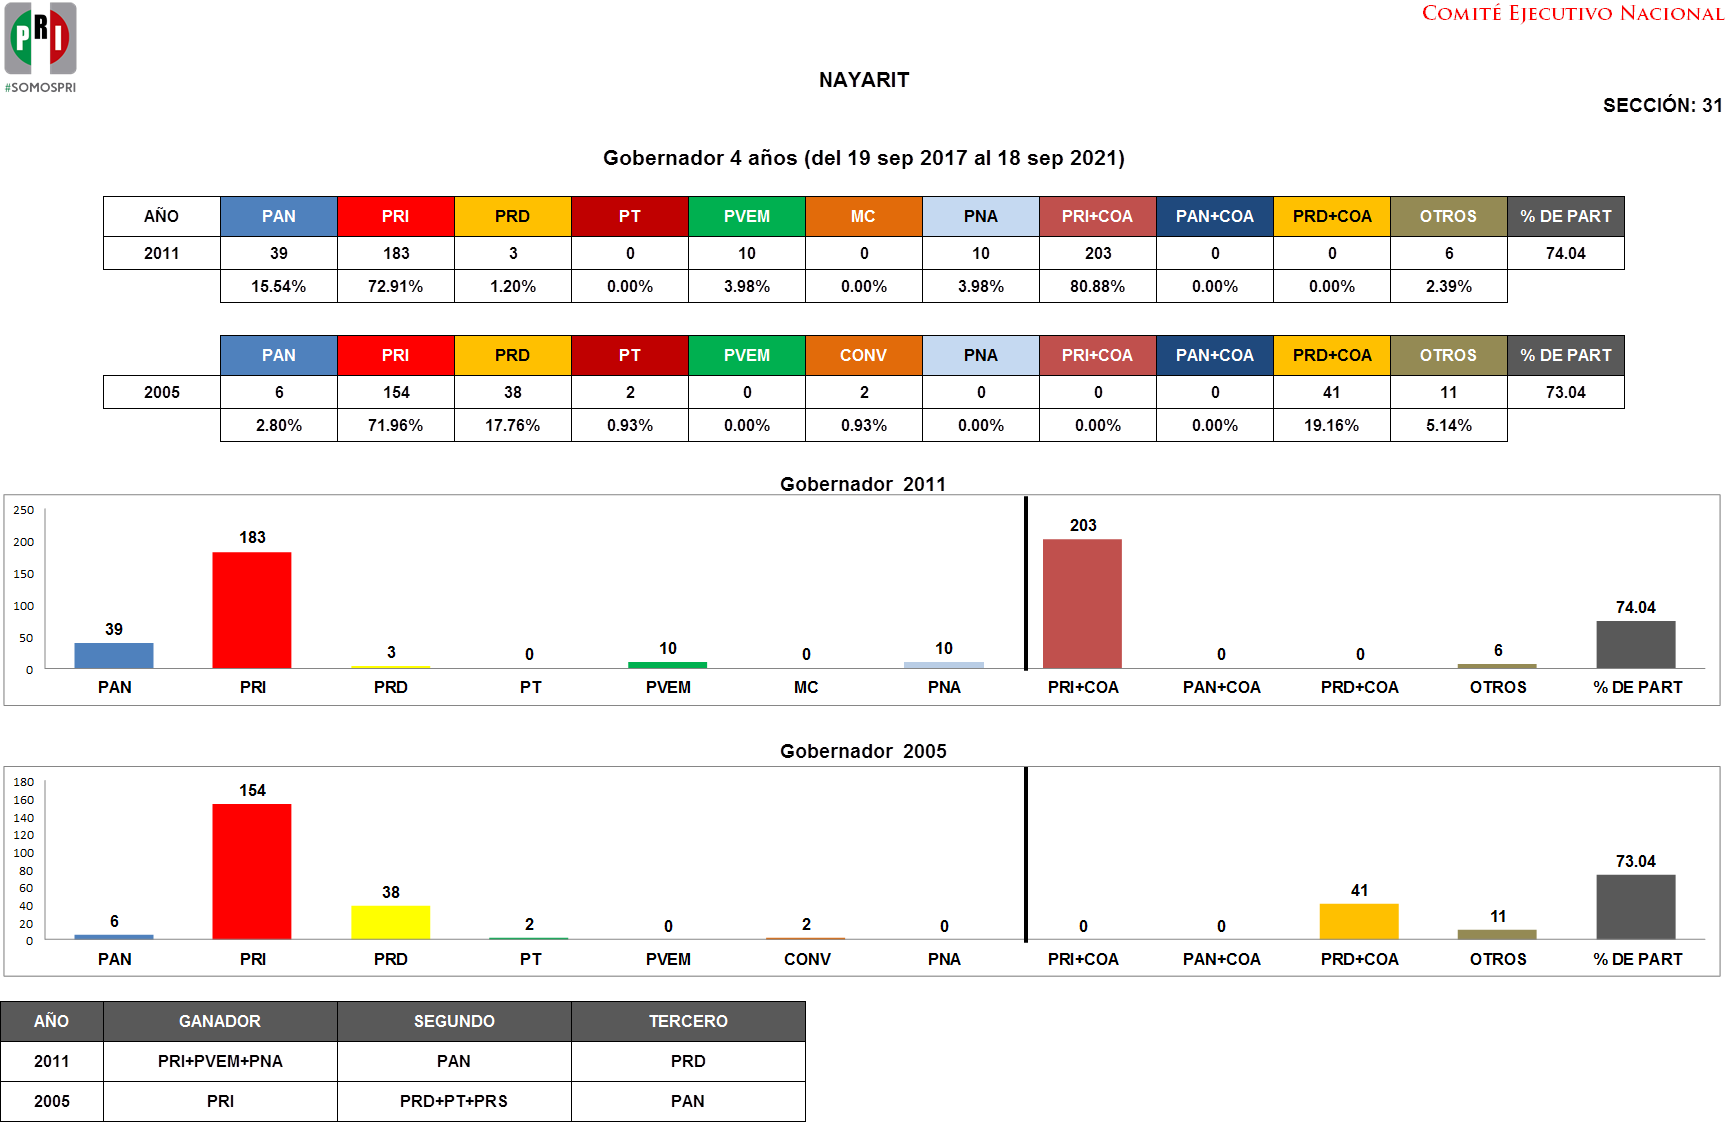 PRI
#SOMOSPRI
COMITÉ EJECUTIVO NACIONAL
NAYARIT
SECCIÓN: 31
Gobernador 4 años (del 19 sep 2017 al 18 sep 2021)
AÑO PAN PRI PRD PT PVEM MC PNA PRI+COA PAN+COA PRD+COA OTROS % DE PART
2011 39 183 3 0 10 0 10 203 0 0 6 74.04
15.54% 72.91% 1.20% 0.00% 3.98% 0.00% 3.98% 80.88% 0.00% 0.00% 2.39%
PAN PRI PRD PT PVEM CONV PNA PRI+COA PAN+COA PRD+COA OTROS % DE PART
2005 6 154 38 2 0 2 0 0 0 41 11 73.04
2.80% 71.96% 17.76% 0.93% 0.00% 0.93% 0.00% 0.00% 0.00% 19.16% 5.14%
Gobernador 2011
250
200
150
100
50
0
39 183 3 0 10 0 10 203 0 0 6 74.04
PAN PRI PRD PT PVEM MC PNA PRI+COA PAN+COA PRD+COA OTROS % DE PART
Gobernador 2005
180
160
140
120
100
80
60
40
20
0
6 154 38 2 0 2 0 0 0 41 11 73.04
PAN PRI PRD PT PVEM CONV PNA PRI+COA PAN+COA PRD+COA OTROS % DE PART
AÑO GANADOR SEGUNDO TERCERO
2011 PRI+PVEM+PNA PAN PRD
2005 PRI PRD+PT+PRS PAN